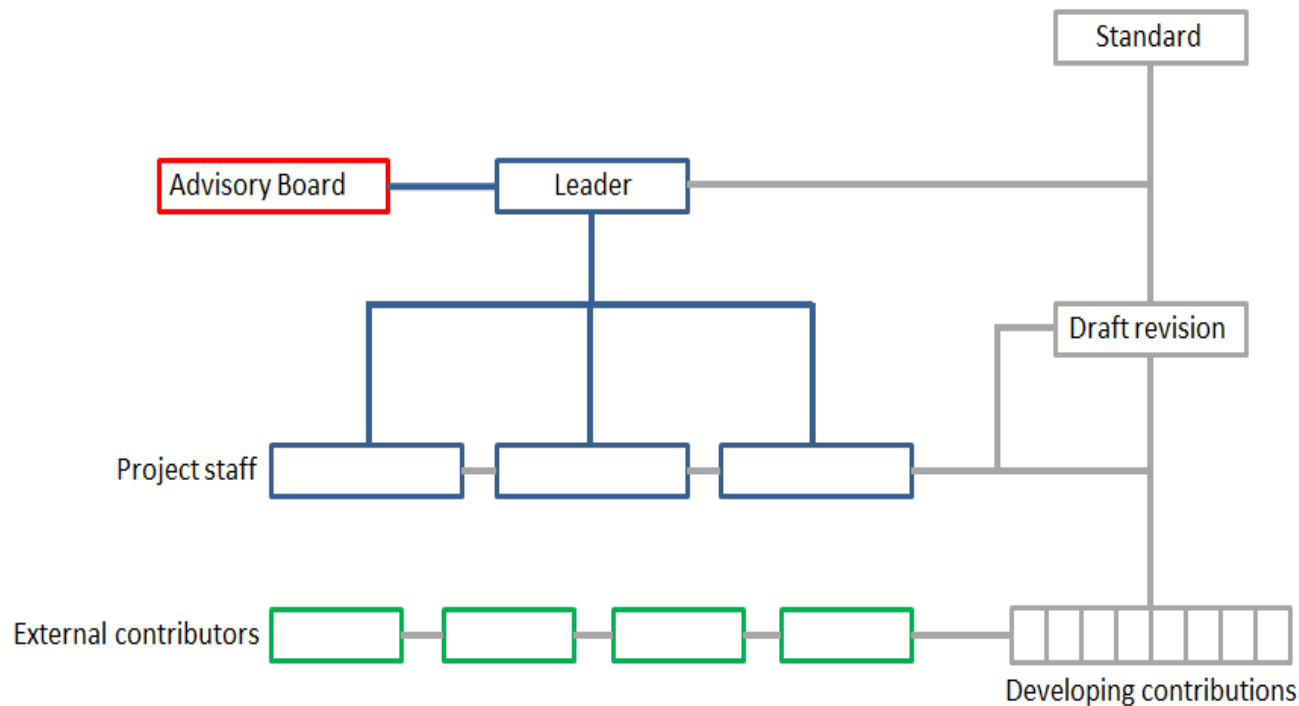 Standard
Advisory Board
Leader
Draft revision
Project staff
External contributors
Developing contributions